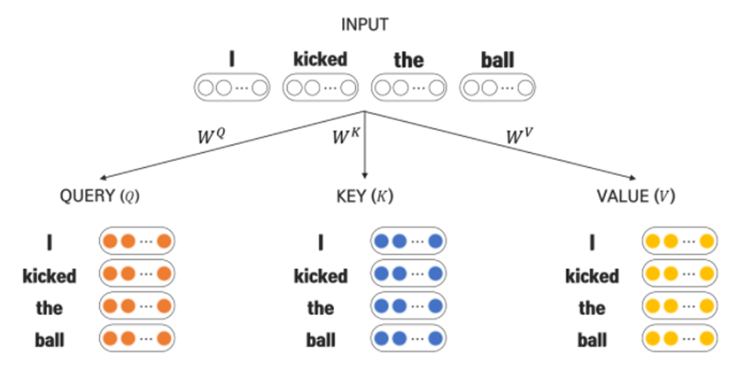 INPUT
I kicked the ball
W^Q W^K W^V
QUERY (Q) KEY (K) VALUE (V)
I I I
kicked kicked kicked
the the the
ball ball ball